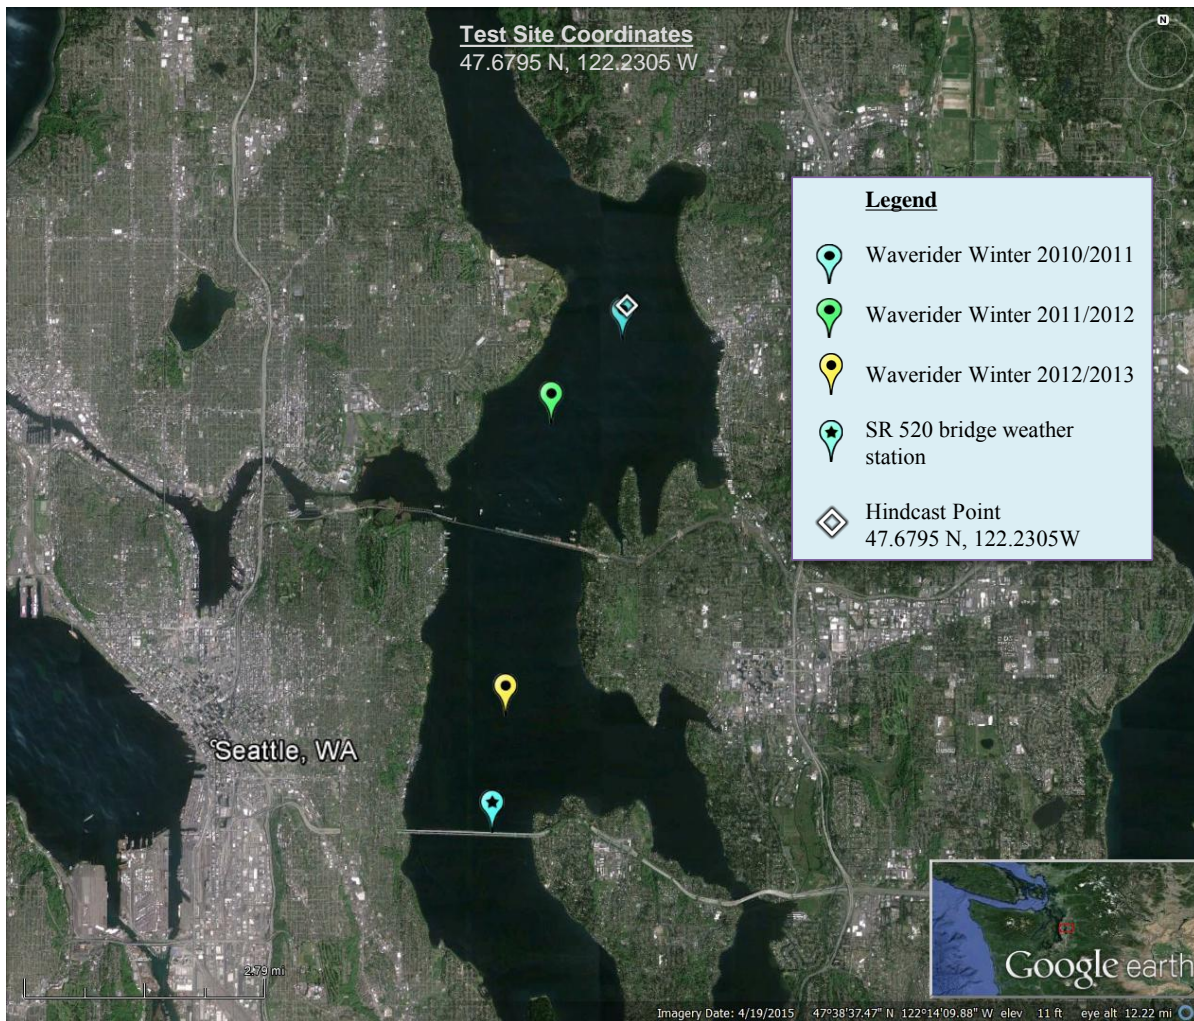 N
Test Site Coordinates
47.6795 N, 122.2305 W
Legend
Waverider Winter 2010/2011
Waverider Winter 2011/2012
Waverider Winter 2012/2013
SR 520 bridge weather
station
Hindcast Point
47.6795 N, 122.2305W
Seattle, WA
2.79 mi
Google earth
Imagery Date: 4/19/2015 47°38'37.47" N 122°14'09.88" W elev 11 ft eye alt 12.22 mi